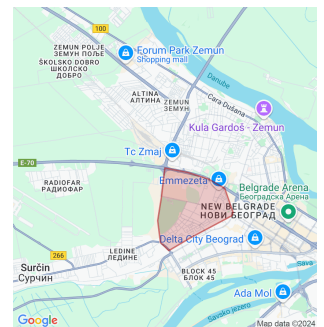 100
ZEMUN POLJE
ЗЕМУН ПОЉЕ
Forum Park Zemun
Shopping mall
ŠKOLSKO DOBRO
ШКОЛСКО
ДОБРО
Danube
ALTINA
АЛТИНА
ZEMUN
ЗЕМУН
Cara Dušana
Kula Gardoš - Zemun
Tc Zmaj
E-70
RADIOFAR
РАДИОФАР
Emmezeta
Belgrade Arena
Београдска Арена
NEW BELGRADE
НОВИ БЕОГРАД
LEDINE
ЛЕДИНЕ
Delta City Beograd
266
Surčin
Сурчин
BLOCK 45
БЛОК 45
Sava
Ada Mol
Savsko jezero
Google
Map data ©2024